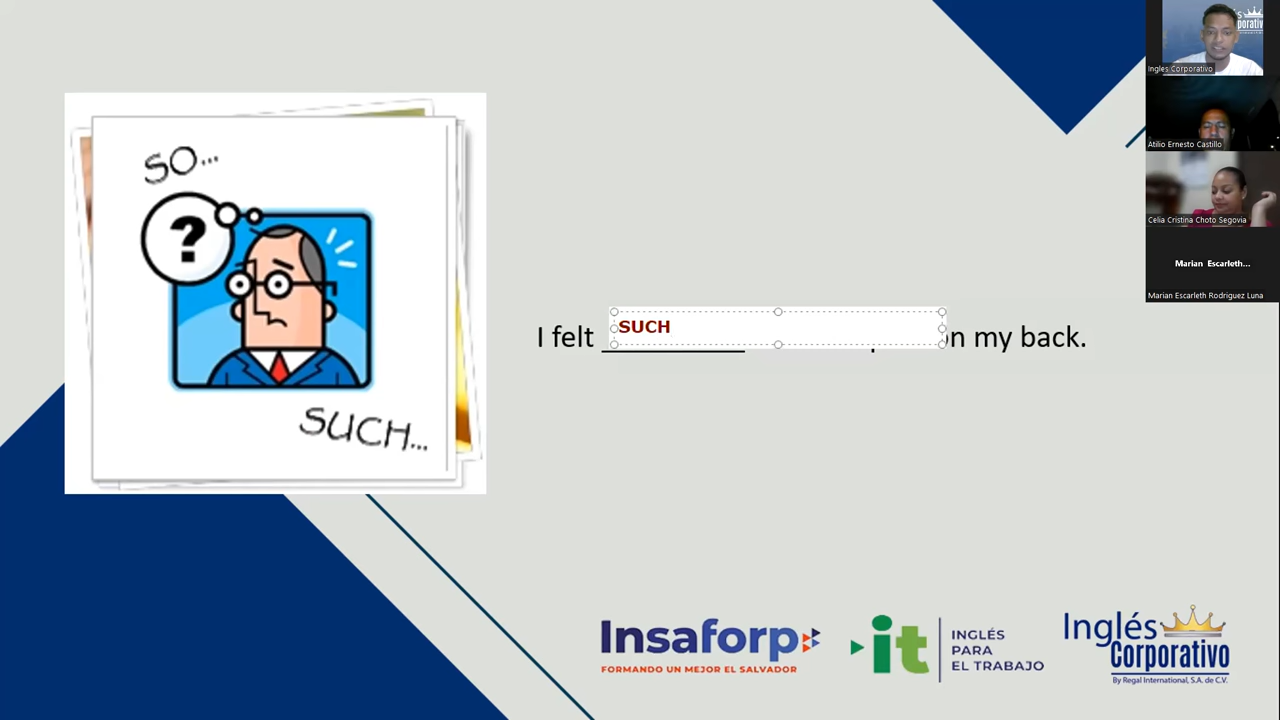 SO...
?
SUCH...
I felt SUCH on my back.
Insaforp
FORMANDO UN MEJOR EL SALVADOR
it
INGLÉS
PARA
EL TRABAJO
Inglés
Corporativo
By Regal International, S.A. de C.V.
Ingles Corporativo
Atilio Ernesto Castillo
Celia Cristina Choto Segovia
Marian Escarleth...
Marian Escarleth Rodriguez Luna